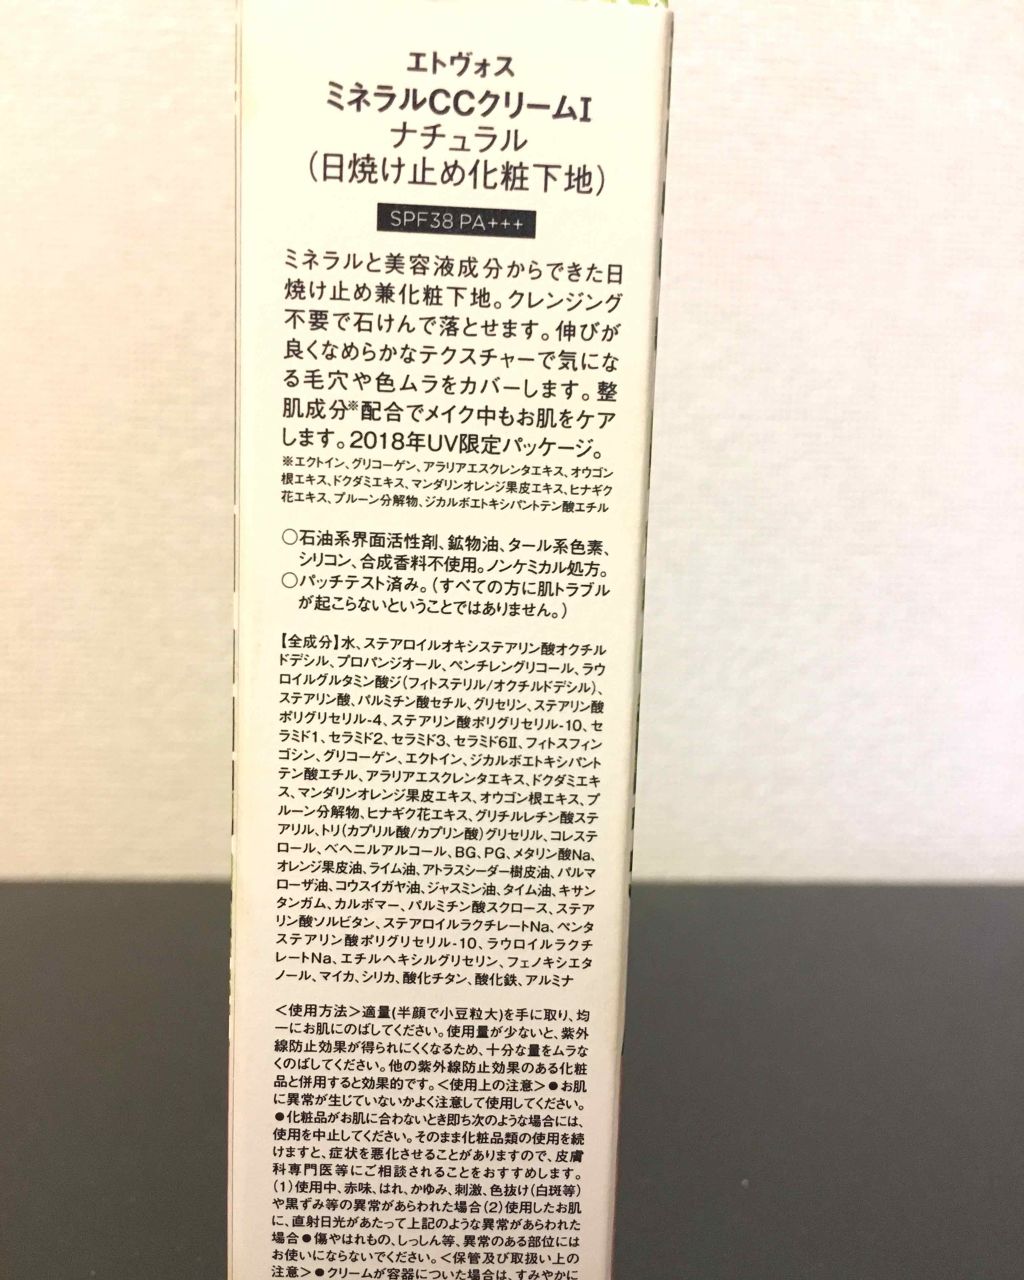 エトヴォス
ミネラルCCクリームI
ナチュラル
(日焼け止め化粧下地)
SPF38 PA+++
ミネラルと美容液成分からできた日
焼け止め兼化粧下地。クレンジング
不要で石けんで落とせます。伸びが
良くなめらかなテクスチャーで気にな
る毛穴や色ムラをカバーします。整
肌成分※配合でメイク中もお肌をケア
します。2018年UV限定パッケージ。
※エクトイン、グリコーゲン、アラリアエスクレンタエキス、オウゴン
根エキス、ドクダミエキス、マンダリンオレンジ果皮エキス、ヒナギク
花エキス、プルーン分解物、ジカルボエトキシパントテン酸エチル
○石油系界面活性剤、鉱物油、タール系色素、
シリコン、合成香料不使用。ノンケミカル処方。
○パッチテスト済み。(すべての方に肌トラブル
が起こらないということではありません。)
【全成分】水、ステアロイルオキシステアリン酸オクチル
ドデシル、プロパンジオール、ペンチレングリコール、ラウ
ロイルグルタミン酸ジ(フィトステリル/オクチルドデシル)、
ステアリン酸、パルミチン酸セチル、グリセリン、ステアリン酸
ポリグリセリル-4、ステアリン酸ポリグリセリル-10、セ
ラミド1、セラミド2、セラミド3、セラミド6Ⅱ、フィトスフィン
ゴシン、グリコーゲン、エクトイン、ジカルボエトキシパント
テン酸エチル、アラリアエスクレンタエキス、ドクダミエキ
ス、マンダリンオレンジ果皮エキス、オウゴン根エキス、プ
ルーン分解物、ヒナギク花エキス、グリチルレチン酸ステ
アリル、トリ(カプリル酸/カプリン酸)グリセリル、コレステ
ロール、ベヘニルアルコール、BG、PG、メタリン酸Na、
オレンジ果皮油、ライム油、アトラスシーダー樹皮油、パルマ
ローザ油、コウスイガヤ油、ジャスミン油、タイム油、キサン
タンガム、カルボマー、パルミチン酸スクロース、ステア
リン酸ソルビタン、ステアロイルラクチレートNa、ペンタ
ステアリン酸ポリグリセリル-10、ラウロイルラクチ
レートNa、エチルヘキシルグリセリン、フェノキシエタ
ノール、マイカ、シリカ、酸化チタン、酸化鉄、アルミナ
＜使用方法＞適量(半顔で小豆粒大)を手に取り、均
一にお肌にのばしてください。使用量が少ないと、紫外
線防止効果が得られにくくなるため、十分な量をムラな
くのばしてください。他の紫外線防止効果のある化粧
品と併用すると効果的です。＜使用上の注意＞●お肌
に異常が生じていないかよく注意して使用してください。
●化粧品がお肌に合わないとき即ち次のような場合には、
使用を中止してください。そのまま化粧品類の使用を続
けますと、症状を悪化させることがありますので、皮膚
科専門医等にご相談されることをおすすめします。
(1)使用中、赤味、はれ、かゆみ、刺激、色抜け(白斑等)
や黒ずみ等の異常があらわれた場合(2)使用したお肌
に、直射日光があたって上記のような異常があらわれた
場合●傷やはれもの、しっしん等、異常のある部位には
お使いにならないでください。＜保管及び取扱い上の
注意＞●クリームが容器についた場合は、すみやかに